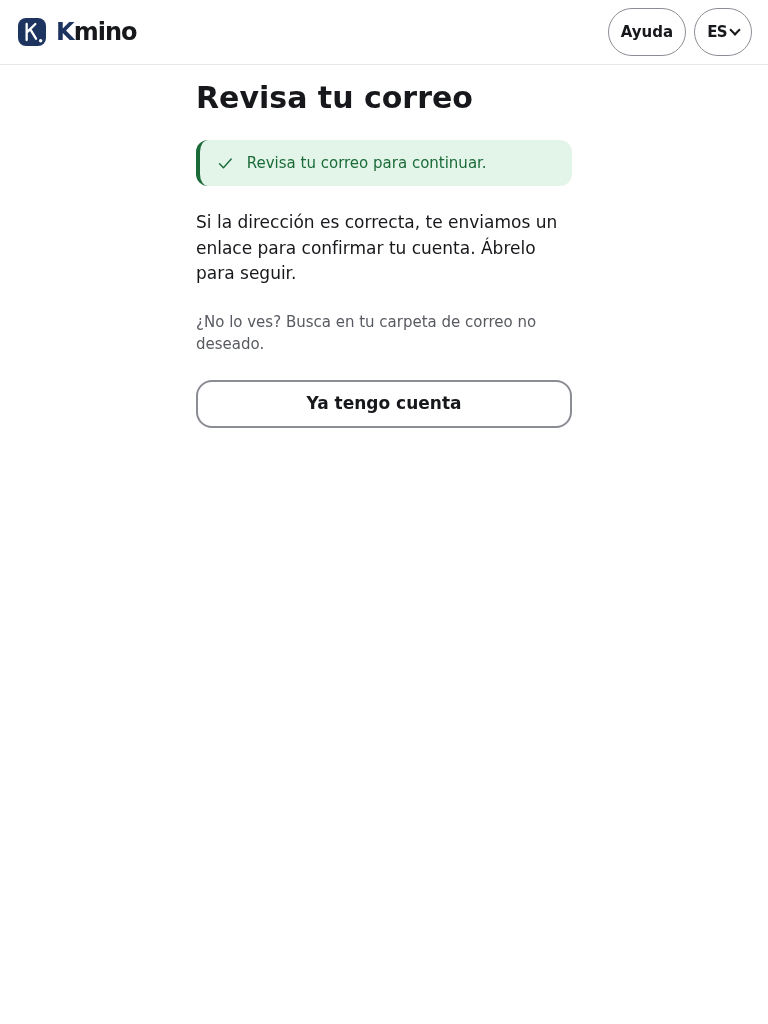 K. Kmino
Ayuda
ES
Revisa tu correo
Revisa tu correo para continuar.
Si la dirección es correcta, te enviamos un
enlace para confirmar tu cuenta. Ábrelo
para seguir.
¿No lo ves? Busca en tu carpeta de correo no
deseado.
Ya tengo cuenta